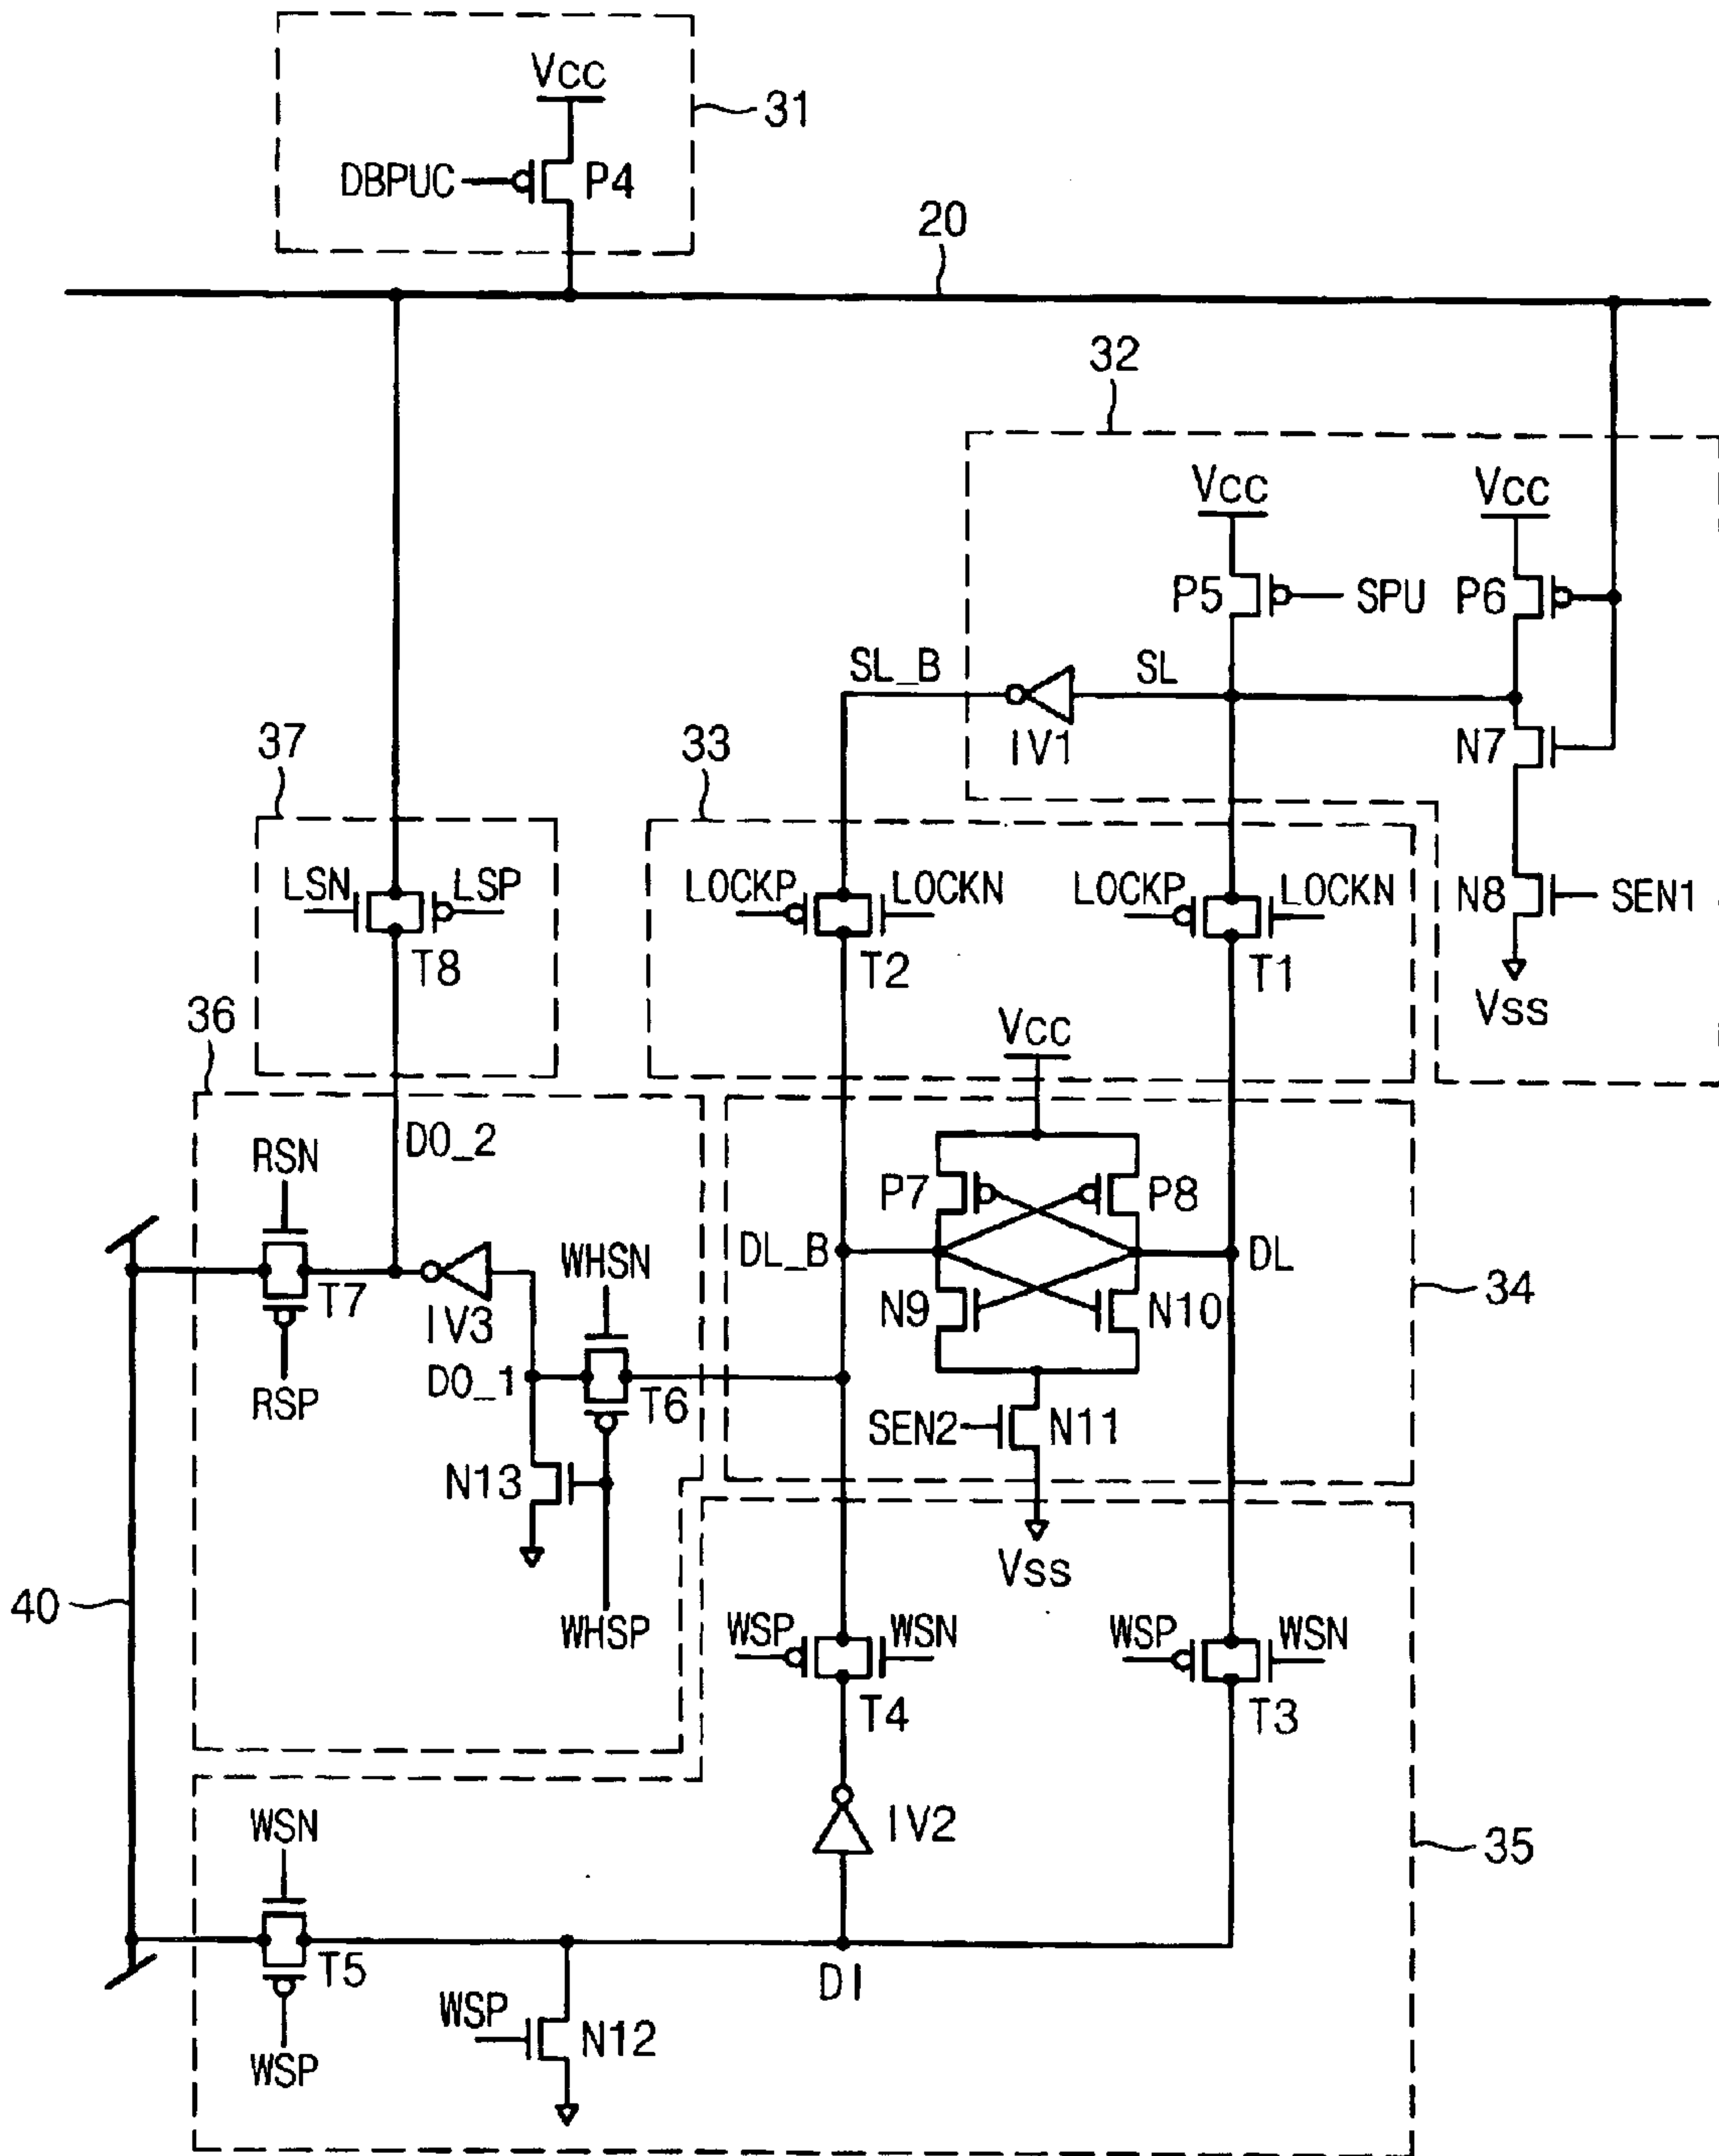 Vcc
31
DBPUC
P4
20
32
Vcc
Vcc
P5
SPU
P6
SL_B
SL
IV1
N7
37
33
LSN
LSP
LOCKP
LOCKN
LOCKP
LOCKN
N8
SEN1
T8
T2
T1
Vss
36
Vcc
DO_2
RSN
P7
P8
DL_B
DL
WHSN
T7
IV3
N9
N10
34
DO_1
T6
RSP
SEN2
N11
N13
Vss
40
WHSP
WSP
WSN
WSP
WSN
T4
T3
WSN
IV2
35
T5
DI
WSP
N12
WSP